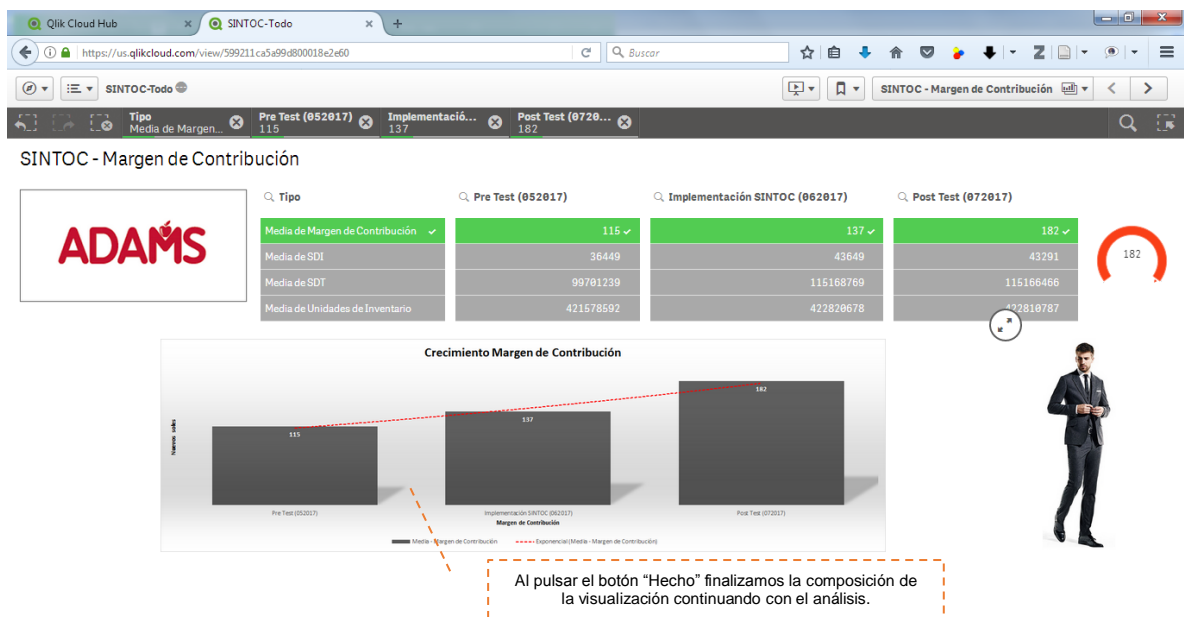 Qlik Cloud Hub
SINTOC-Todo
https://us.qlikcloud.com/view/599211ca5a99d800018e2e60
Buscar
SINTOC-Todo
SINTOC - Margen de Contribución
Tipo
Media de Margen...
Pre Test (052017)
115
Implementació...
137
Post Test (0720...
182
SINTOC - Margen de Contribución
ADAMS
Tipo
Pre Test (052017)
Implementación SINTOC (062017)
Post Test (072017)
Media de Margen de Contribución 115 137 182
Media de SDI 36449 43649 43291
Media de SDT 99701239 115168769 115166466
Media de Unidades de Inventario 421578592 422820678 422810787
182
Crecimiento Margen de Contribución
Nuevos soles
115
137
182
Pre Test (052017)
Implementación SINTOC (062017)
Post Test (072017)
Margen de Contribución
Media - Margen de Contribución
Exponencial (Media - Margen de Contribución)
Al pulsar el botón “Hecho” finalizamos la composición de
la visualización continuando con el análisis.